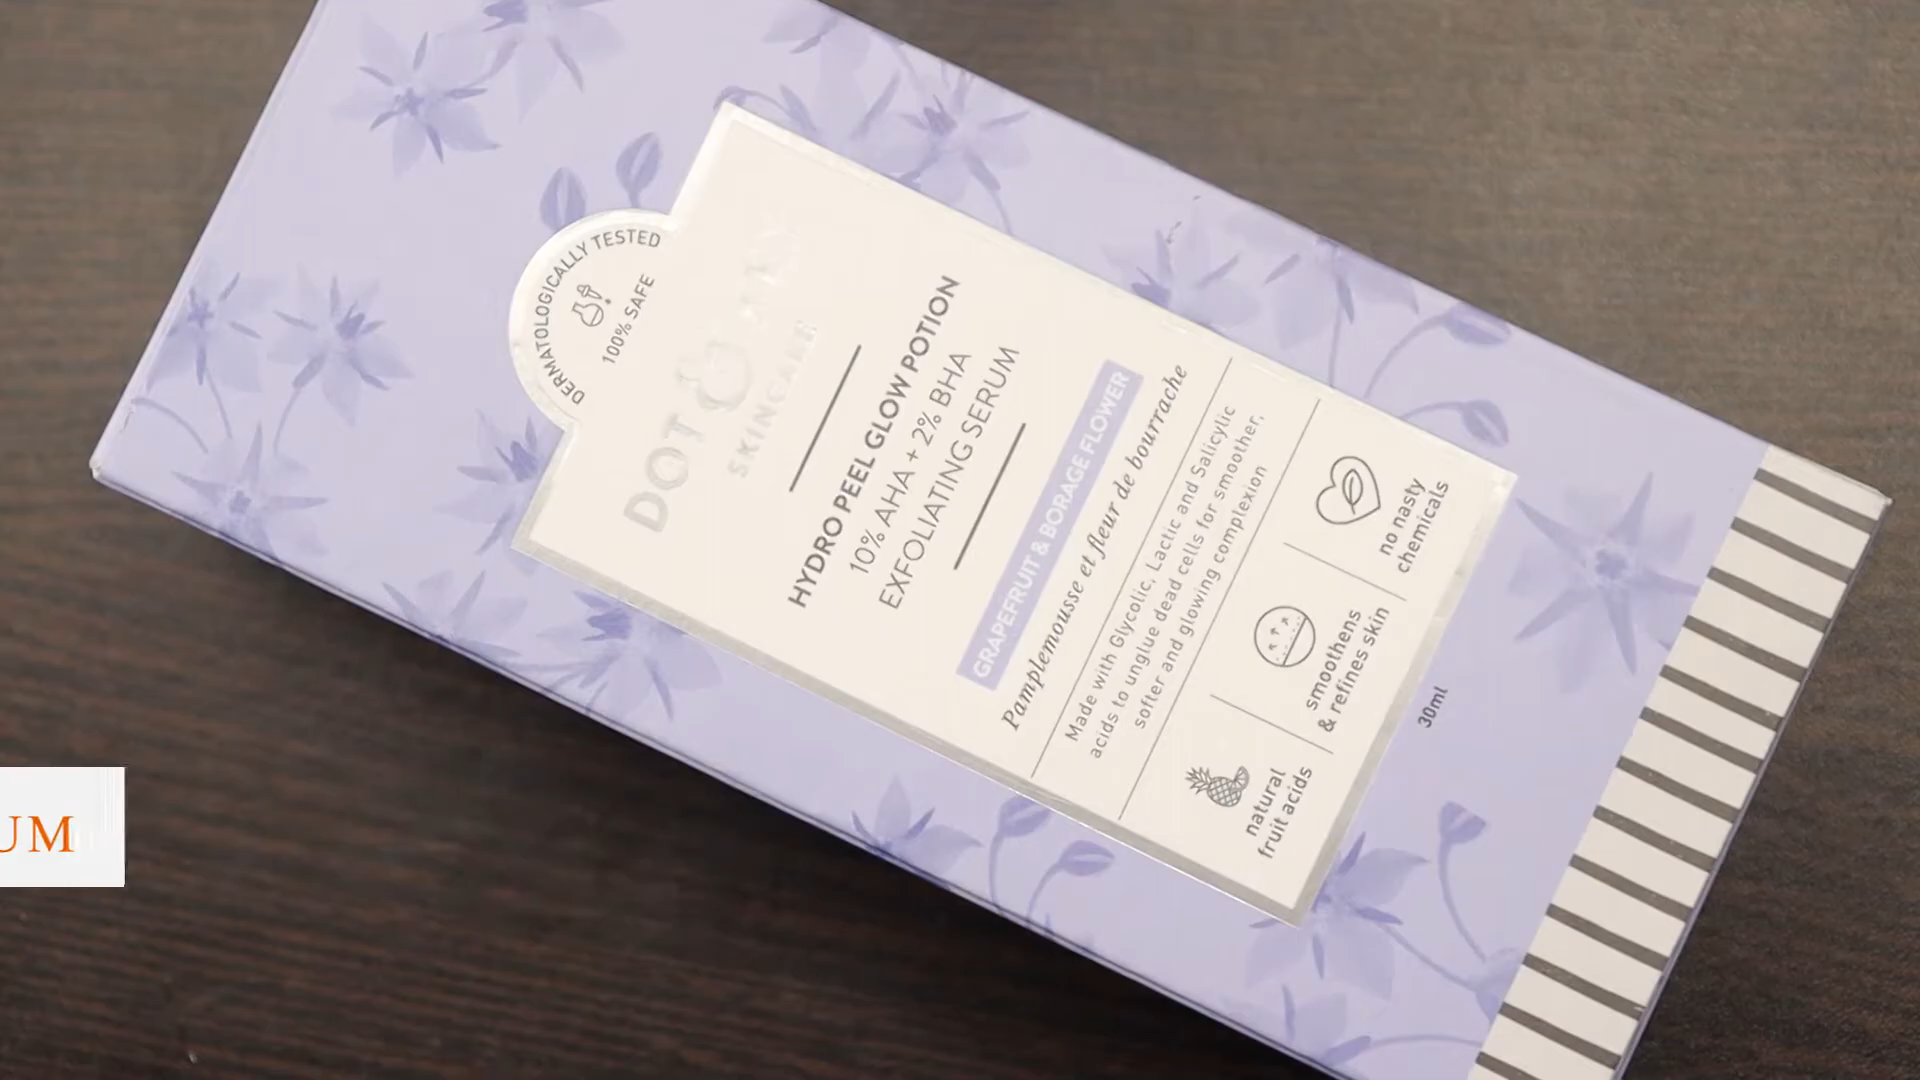 DERMATOLOGICALLY TESTED
100% SAFE
DOT &
SKINCARE
HYDRO PEEL GLOW POTION
10% AHA + 2% BHA
EXFOLIATING SERUM
GRAPEFRUIT & BORAGE FLOWER
Pamplemousse et fleur de bourrache
Made with Glycolic, Lactic and Salicylic
acids to unglue dead cells for smoother,
softer and glowing complexion
natural
fruit acids
smoothens
& refines skin
no nasty
chemicals
30ml
UM